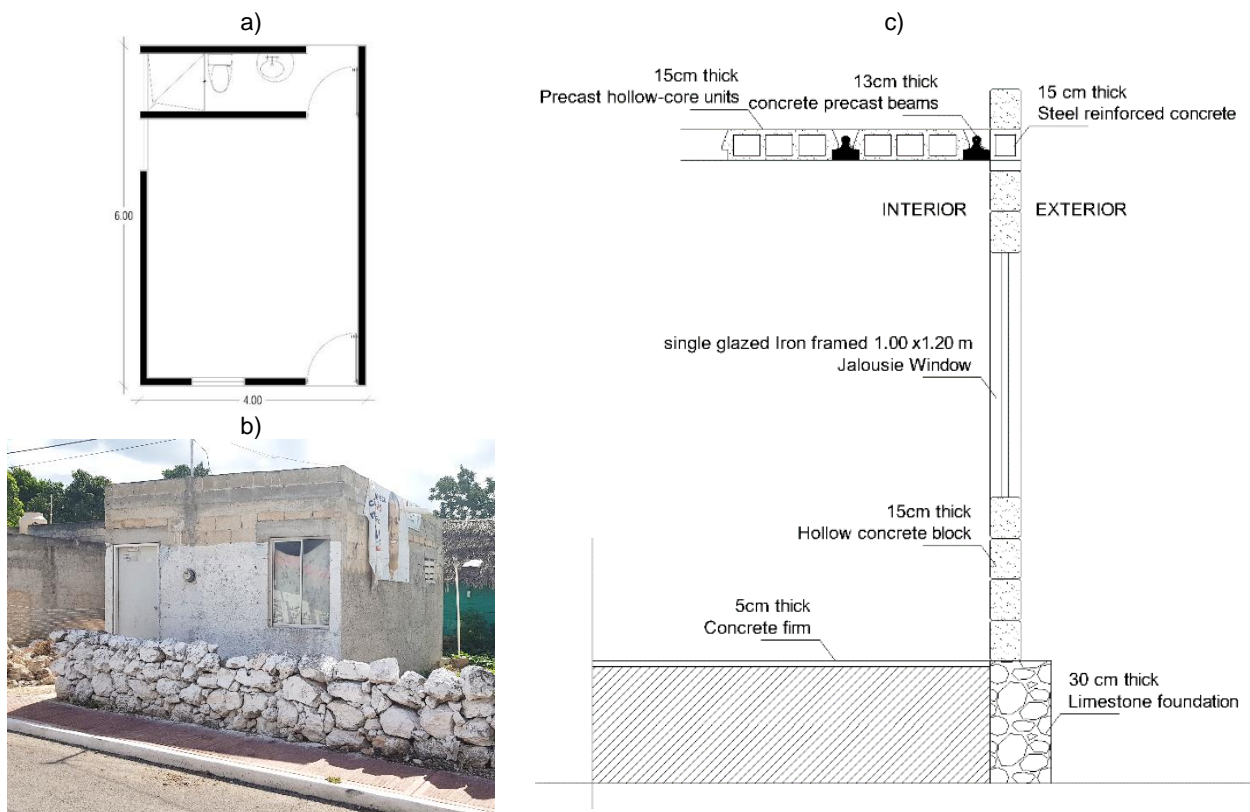 a)
6.00
4.00
b)
c)
15cm thick
Precast hollow-core units
13cm thick
concrete precast beams
15 cm thick
Steel reinforced concrete
INTERIOR
EXTERIOR
single glazed Iron framed 1.00 x1.20 m
Jalousie Window
15cm thick
Hollow concrete block
5cm thick
Concrete firm
30 cm thick
Limestone foundation